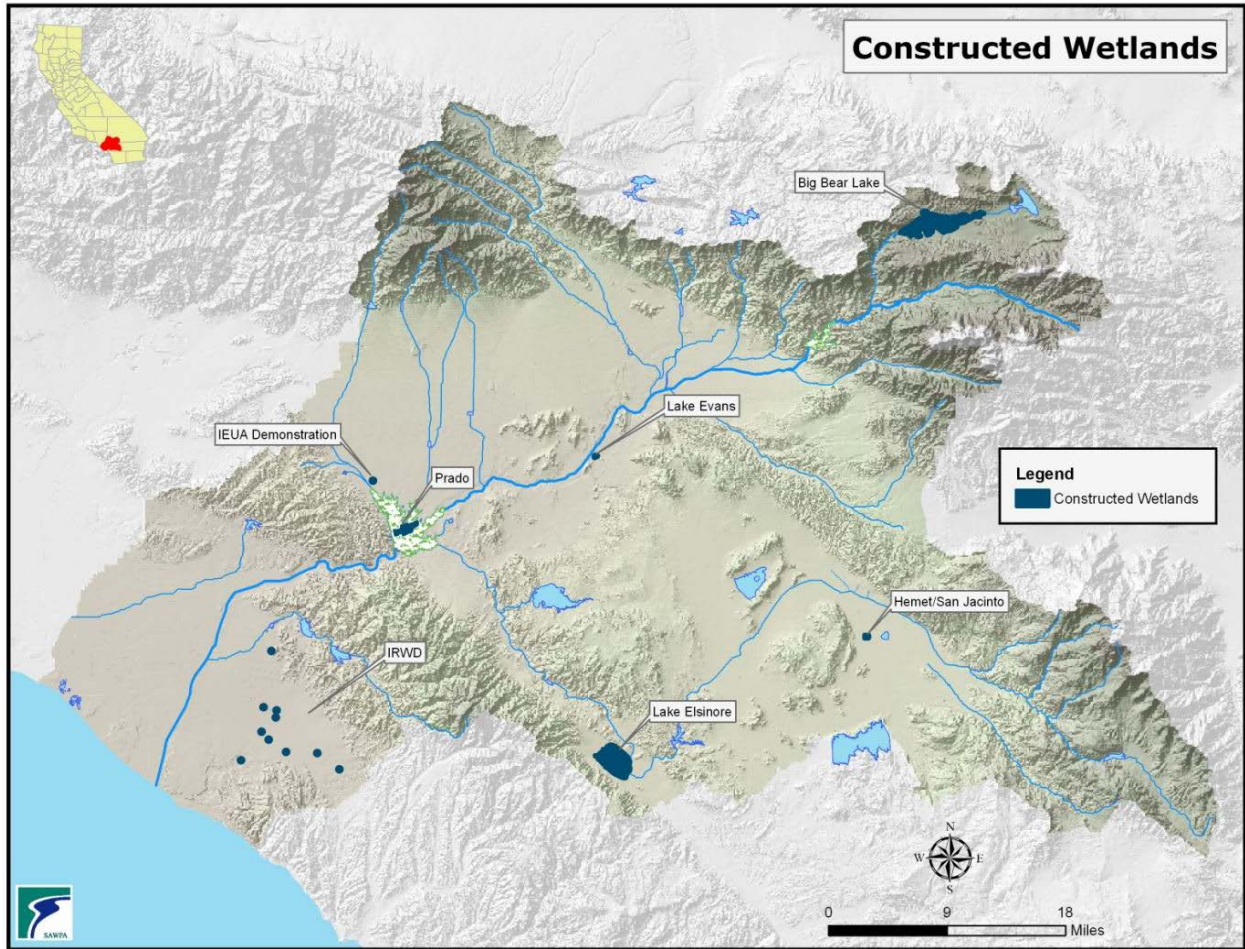 Constructed Wetlands
Big Bear Lake
Lake Evans
IEUA Demonstration
Prado
Legend
Constructed Wetlands
Hemet/San Jacinto
IRWD
Lake Elsinore
N
W E
S
0 9 18
Miles
SAWPA